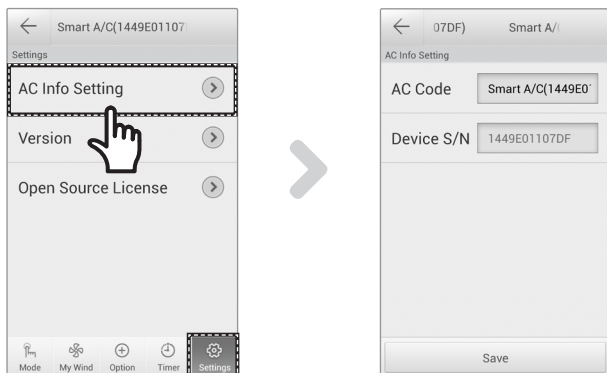 Smart A/C(1449E01107
Settings
AC Info Setting
Version
Open Source License
Mode My Wind Option Timer Settings
07DF) Smart A/(
AC Info Setting
AC Code Smart A/C(1449E0
Device S/N 1449E01107DF
Save